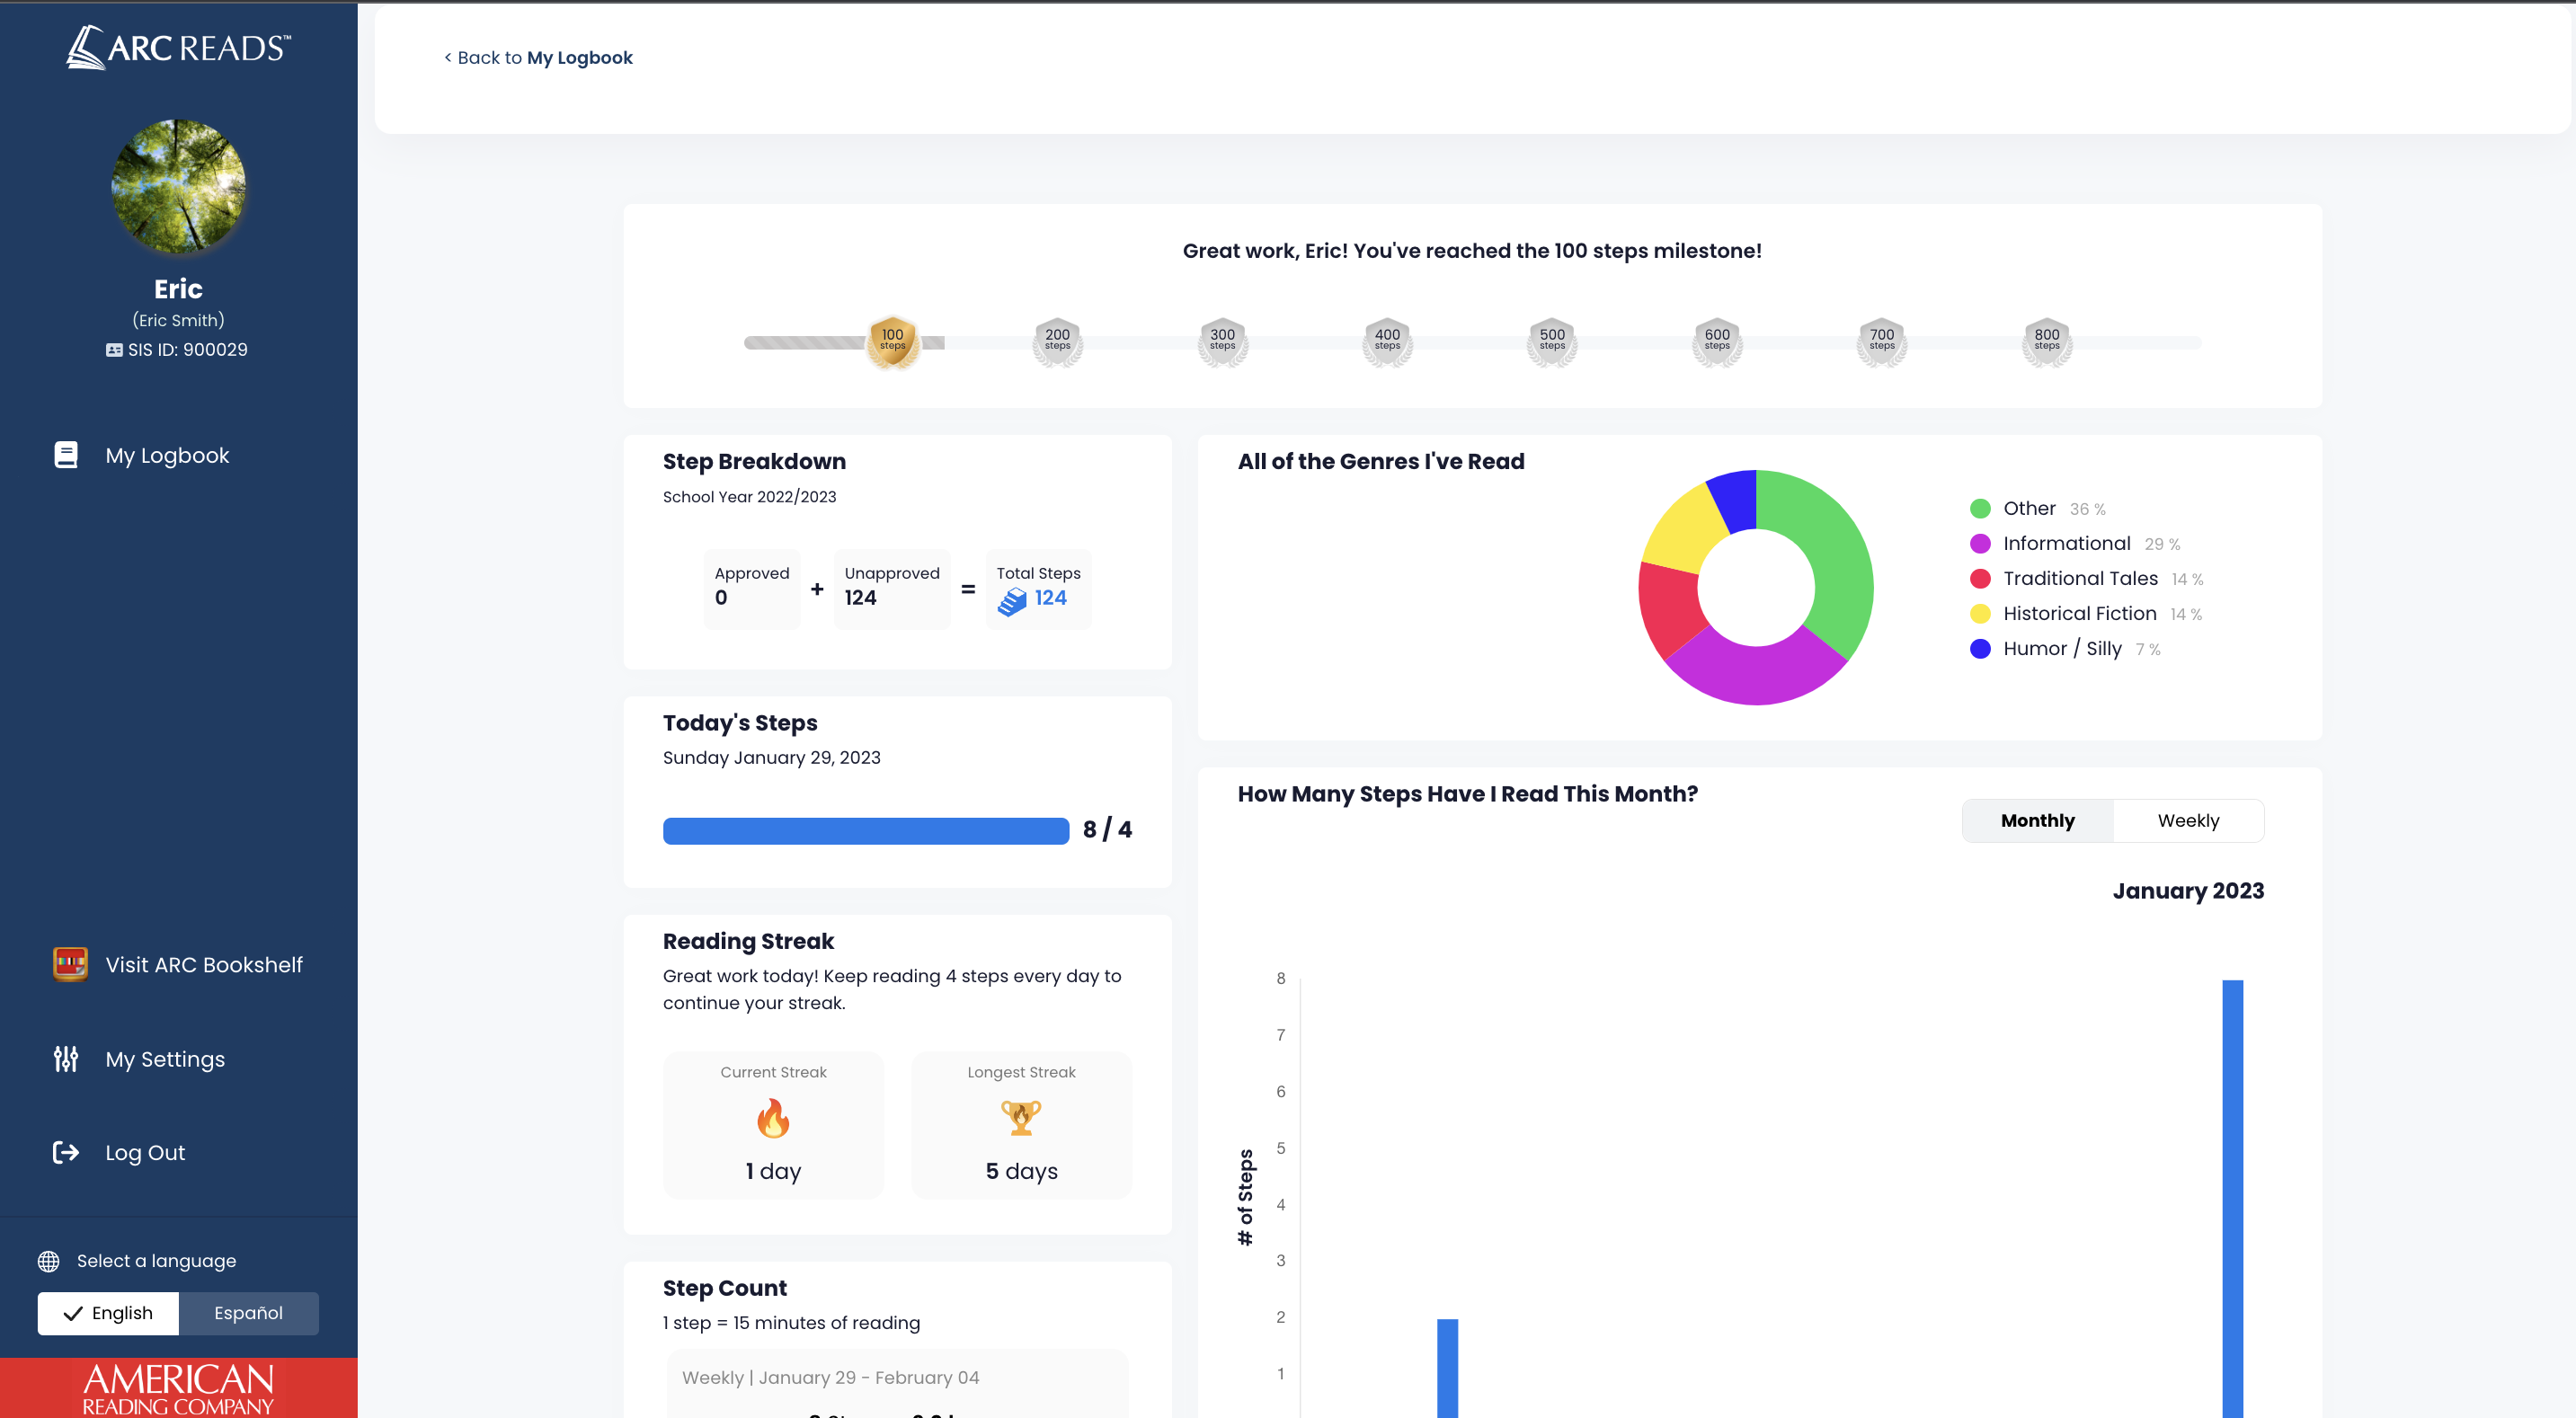 ARC READS™
Eric
(Eric Smith)
SIS ID: 900029
My Logbook
Visit ARC Bookshelf
My Settings
Log Out
Select a language
English
Español
AMERICAN
READING COMPANY
< Back to My Logbook
Great work, Eric! You've reached the 100 steps milestone!
100 steps
200 steps
300 steps
400 steps
500 steps
600 steps
700 steps
800 steps
Step Breakdown
School Year 2022/2023
Approved
0
+
Unapproved
124
=
Total Steps
124
Today's Steps
Sunday January 29, 2023
8 / 4
Reading Streak
Great work today! Keep reading 4 steps every day to
continue your streak.
Current Streak
1 day
Longest Streak
5 days
Step Count
1 step = 15 minutes of reading
Weekly | January 29 - February 04
All of the Genres I've Read
Other 36 %
Informational 29 %
Traditional Tales 14 %
Historical Fiction 14 %
Humor / Silly 7 %
How Many Steps Have I Read This Month?
Monthly
Weekly
January 2023
# of Steps
8
7
6
5
4
3
2
1